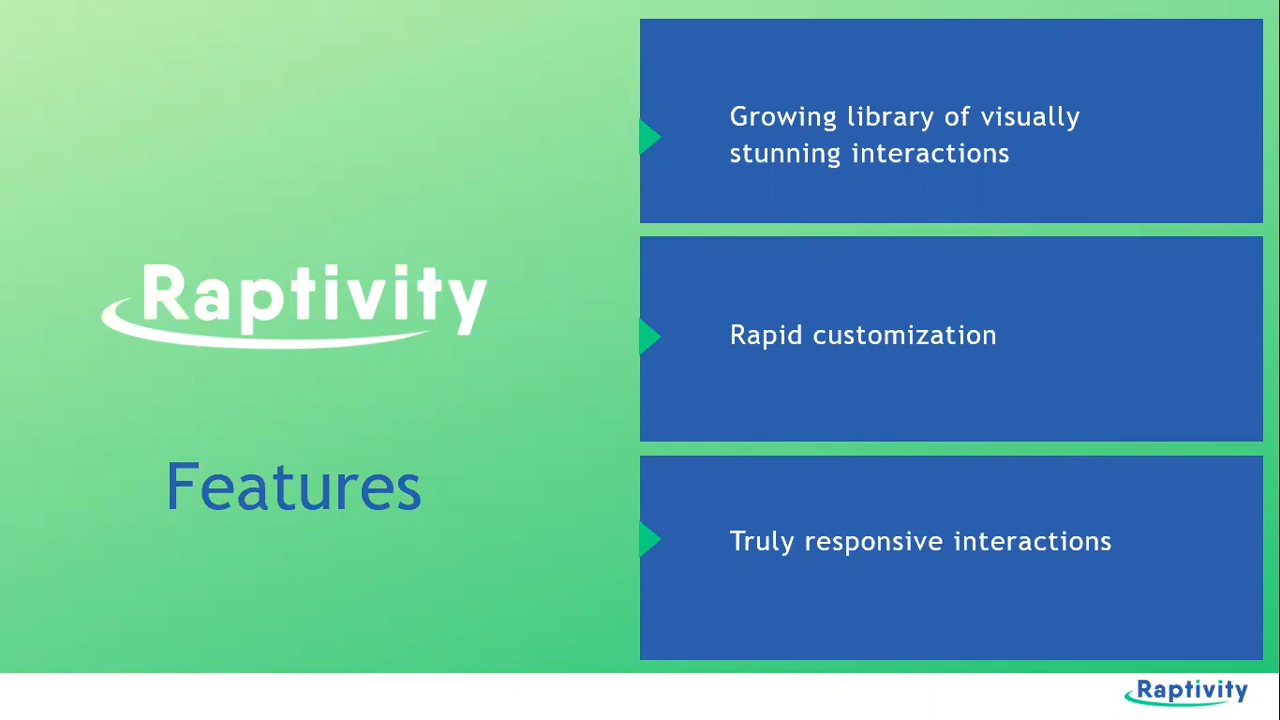 Raptivity
Features
Growing library of visually
stunning interactions
Rapid customization
Truly responsive interactions
Raptivity